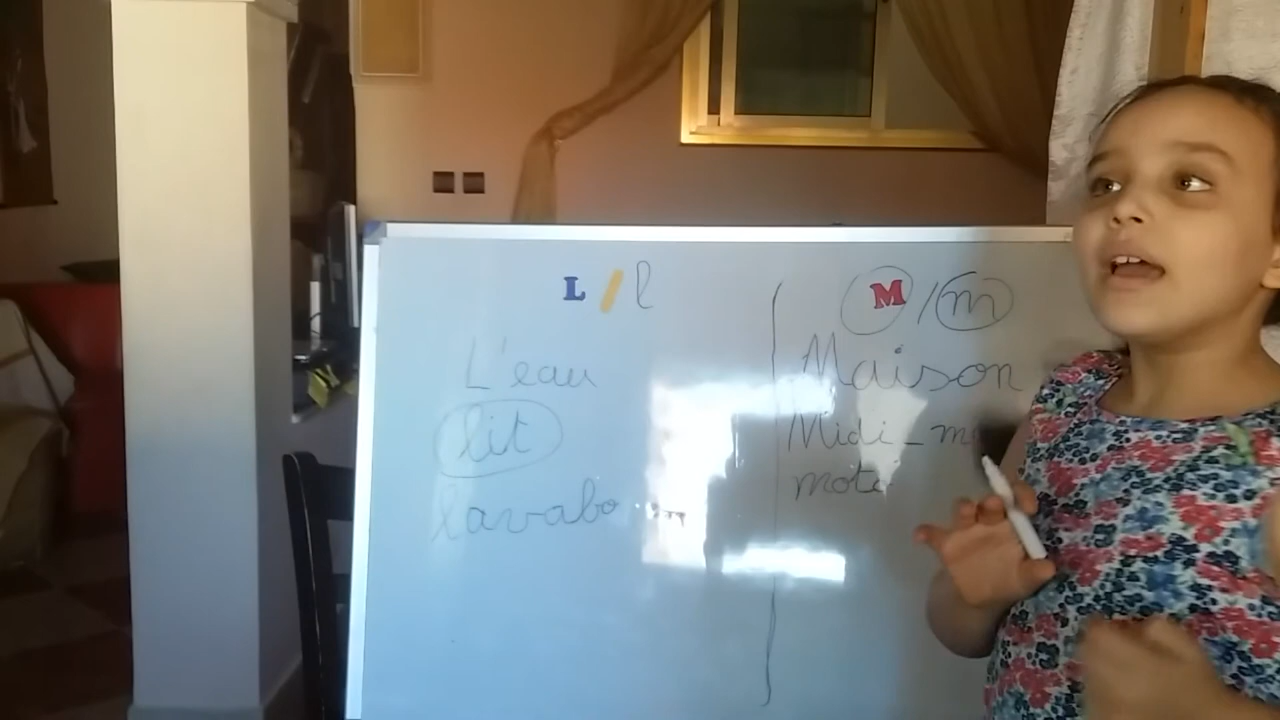 L / l
L'eau
lit
lavabo
M / m
Maison
Midi - m
moto